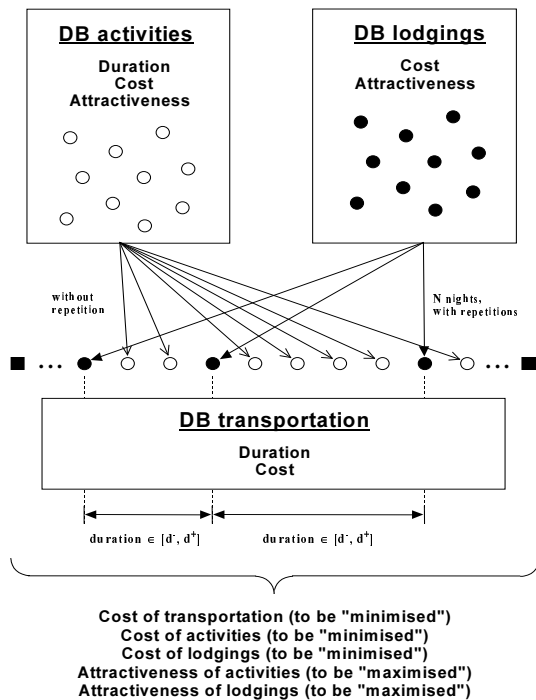 DB activities
Duration
Cost
Attractiveness
DB lodgings
Cost
Attractiveness
without
repetition
N nights,
with repetitions
...
...
DB transportation
Duration
Cost
duration ∈ [d⁻, d⁺]
duration ∈ [d⁻, d⁺]
Cost of transportation (to be "minimised")
Cost of activities (to be "minimised")
Cost of lodgings (to be "minimised")
Attractiveness of activities (to be "maximised")
Attractiveness of lodgings (to be "maximised")